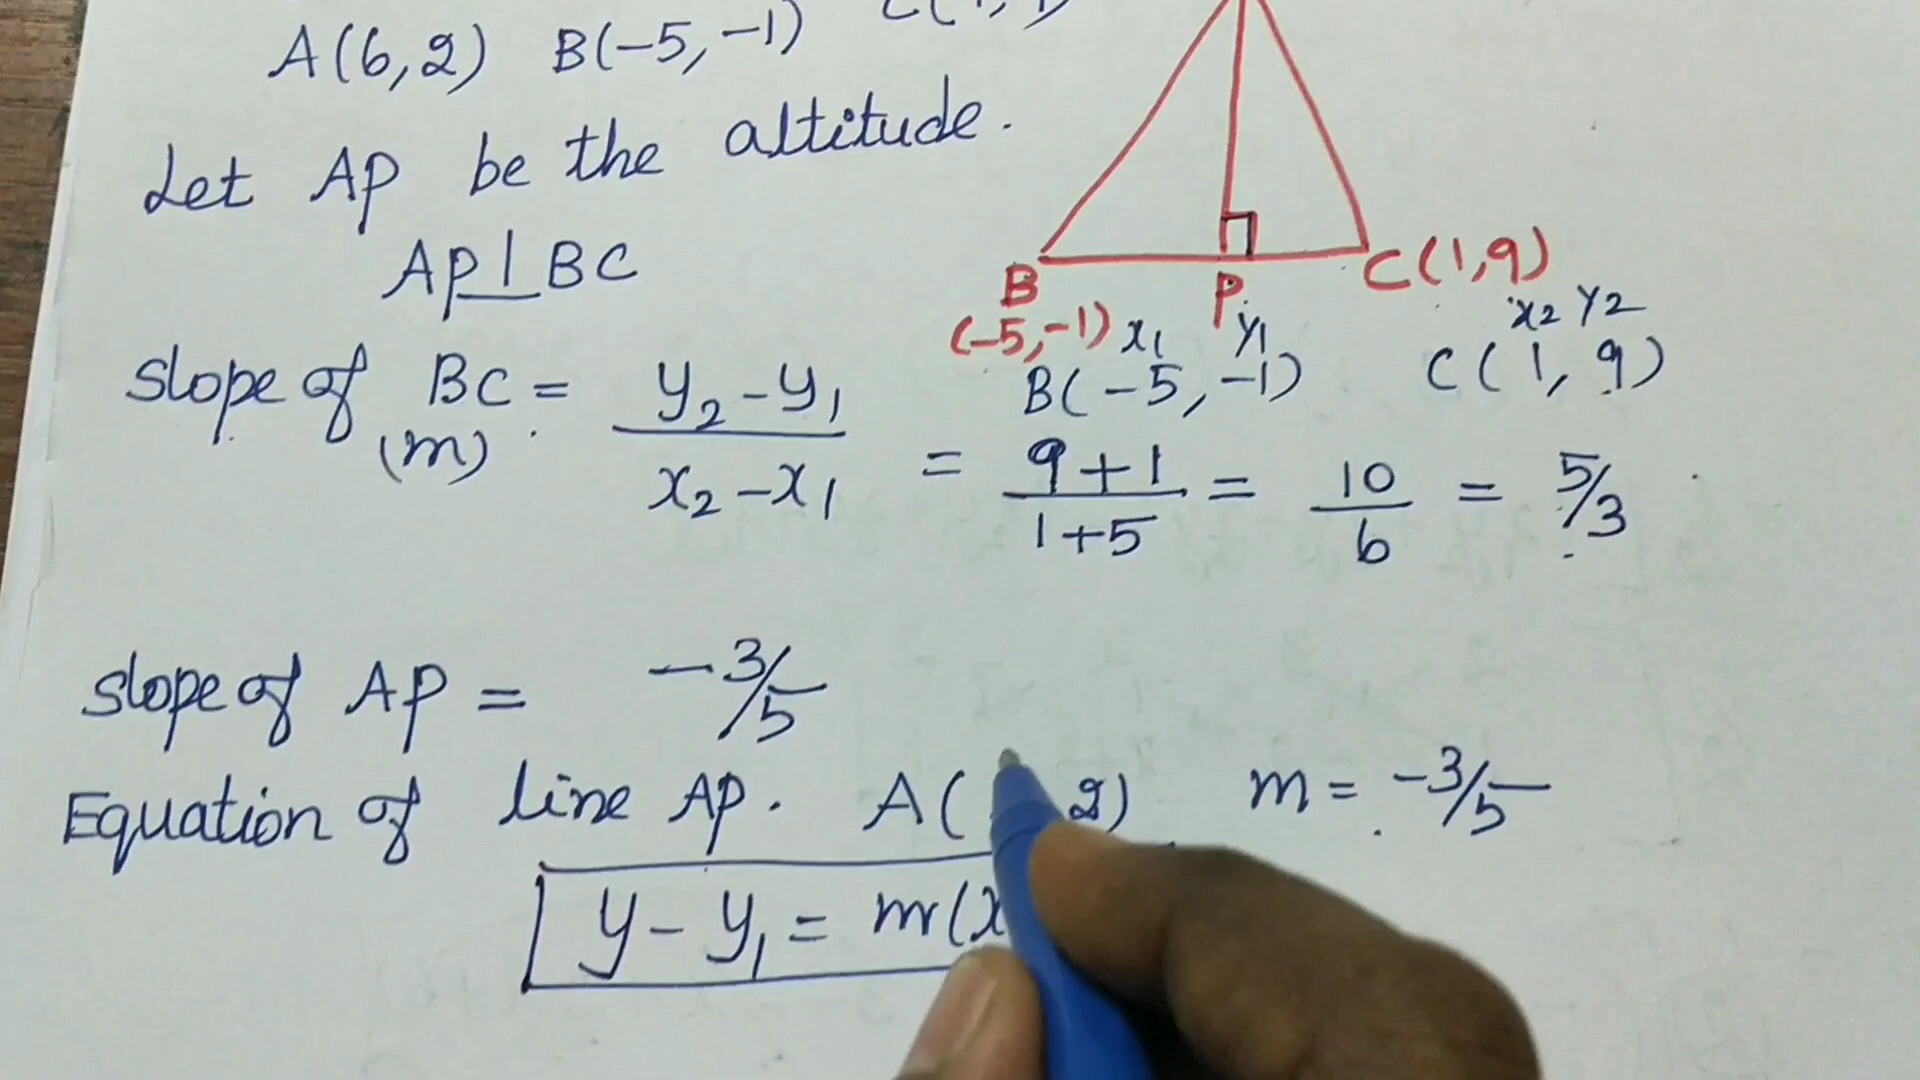 A(6,2) B(-5,-1)
Let AP be the altitude.
AP ⊥ BC
B P C(1,9)
(-5,-1) x1 y1 x2 y2
B(-5,-1) C(1,9)
Slope of BC = y2-y1 / x2-x1 = 9+1 / 1+5 = 10/6 = 5/3
(m)
Slope of AP = -3/5
Equation of line AP. A( 2) m = -3/5
y - y1 = m(x